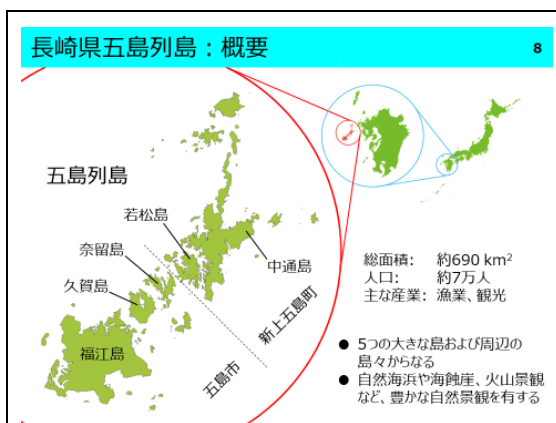 長崎県五島列島：概要
8
五島列島
若松島
奈留島
久賀島
中通島
福江島
新上五島町
五島市
総面積： 約690 km²
人口： 約7万人
主な産業： 漁業、観光
● 5つの大きな島および周辺の
島々からなる
● 自然海浜や海蝕崖、火山景観
など、豊かな自然景観を有する